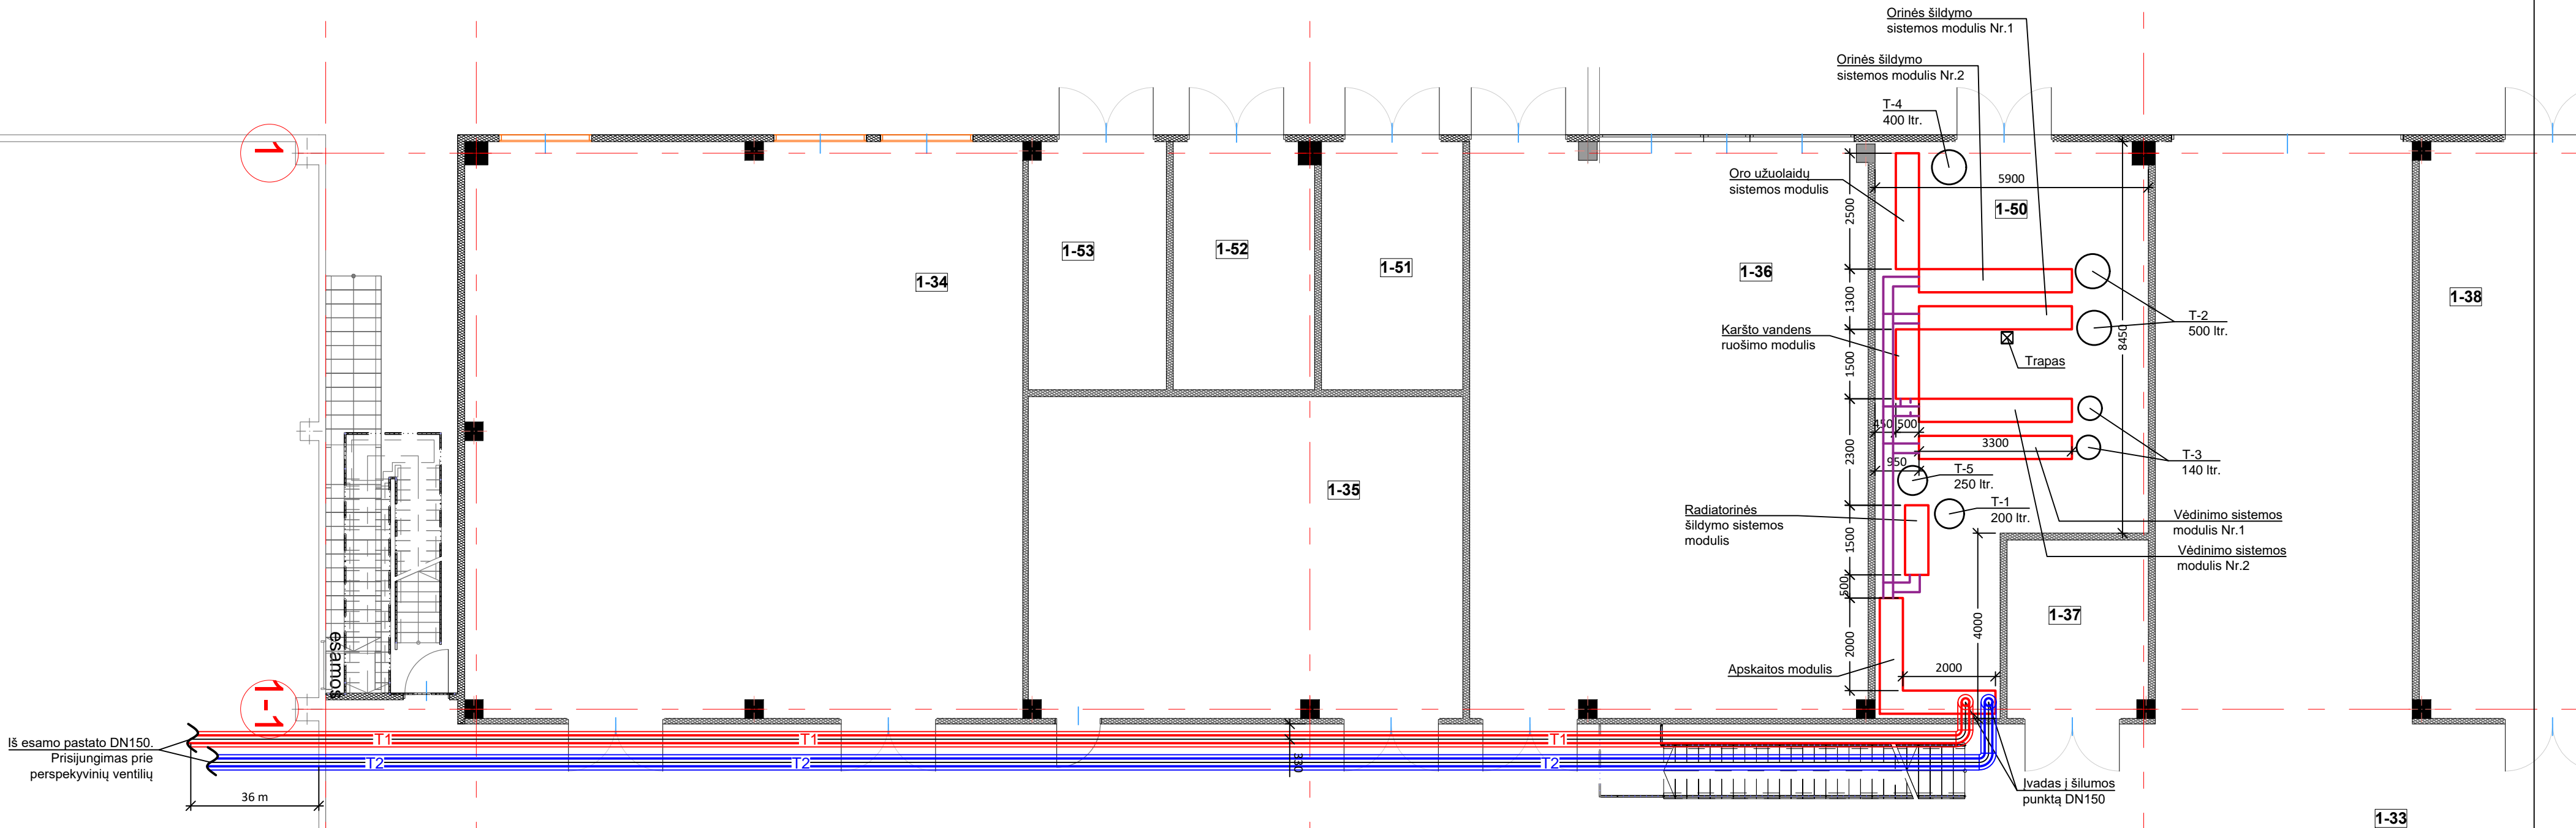 Orinės šildymo
sistemos modulis Nr.1
Orinės šildymo
sistemos modulis Nr.2
T-4
400 ltr.
1
Oro užuolaidų
sistemos modulis
5900
1-50
2500
1-53
1-52
1-51
1-34
1-36
1-38
1300
T-2
500 ltr.
8450
Karšto vandens
ruošimo modulis
1500
Trapas
450
500
3300
2300
950
T-3
140 ltr.
T-5
250 ltr.
1-35
T-1
200 ltr.
Radiatorinės
šildymo sistemos
modulis
1500
Vėdinimo sistemos
modulis Nr.1
Vėdinimo sistemos
modulis Nr.2
500
1-37
4000
esamos
2000
Apskaitos modulis
2000
1-1
Iš esamo pastato DN150.
Prisijungimas prie
perspekyvinių ventilių
T1
T1
T1
T2
T2
T2
330
36 m
Įvadas į šilumos
punktą DN150
1-33